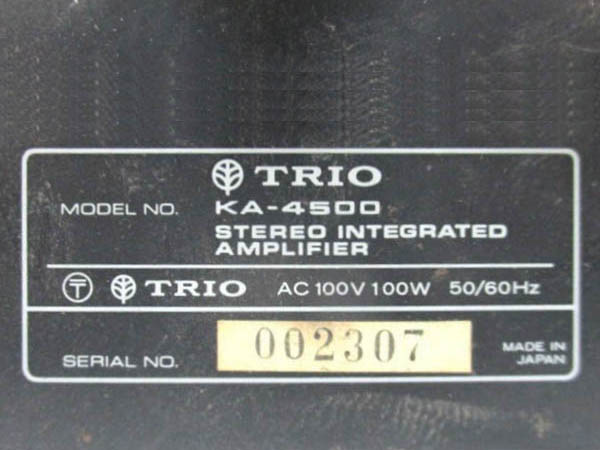 TRIO
MODEL NO. KA-4500
STEREO INTEGRATED
AMPLIFIER
〒 TRIO AC 100V 100W 50/60Hz
SERIAL NO. 002307 MADE IN
JAPAN